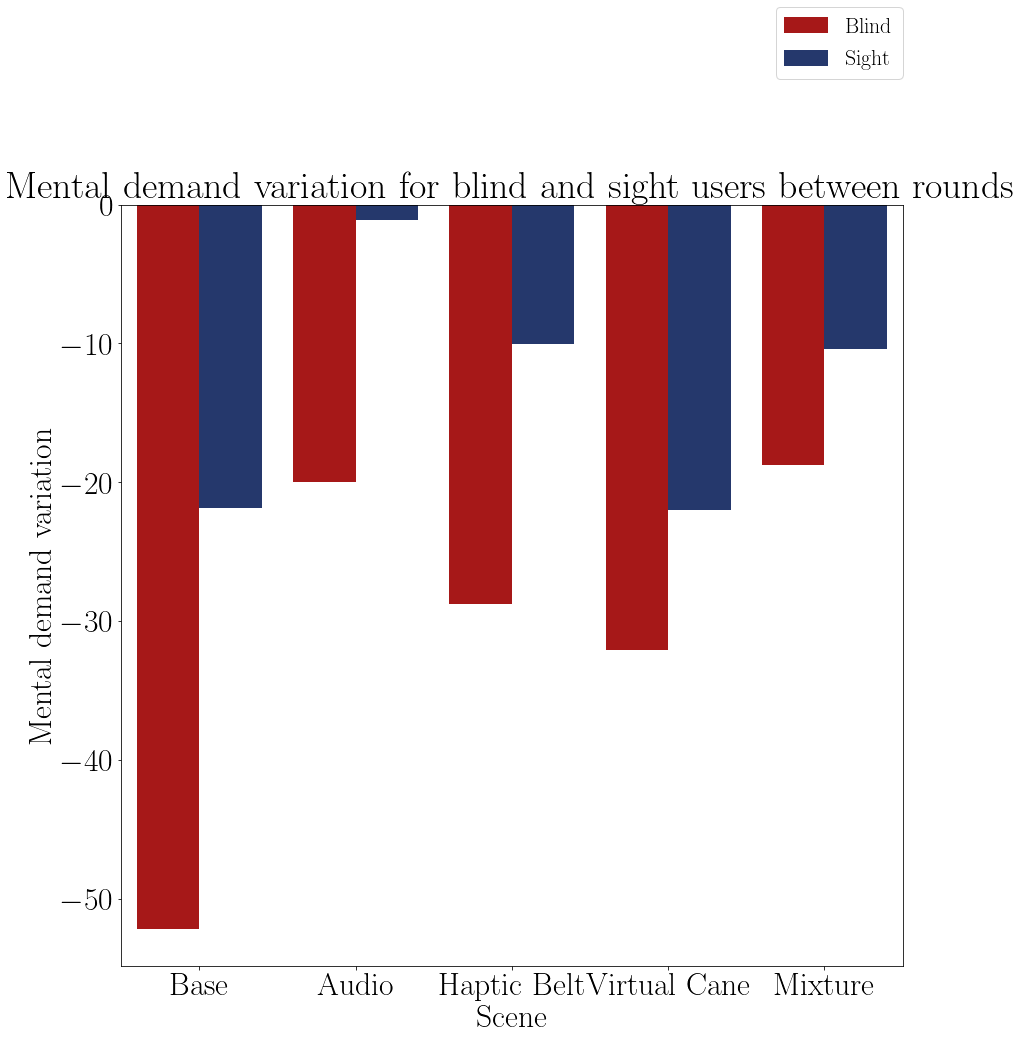 Blind
Sight
Mental demand variation for blind and sight users between rounds
0
−10
−20
−30
−40
−50
Mental demand variation
Base Audio Haptic Belt Virtual Cane Mixture
Scene